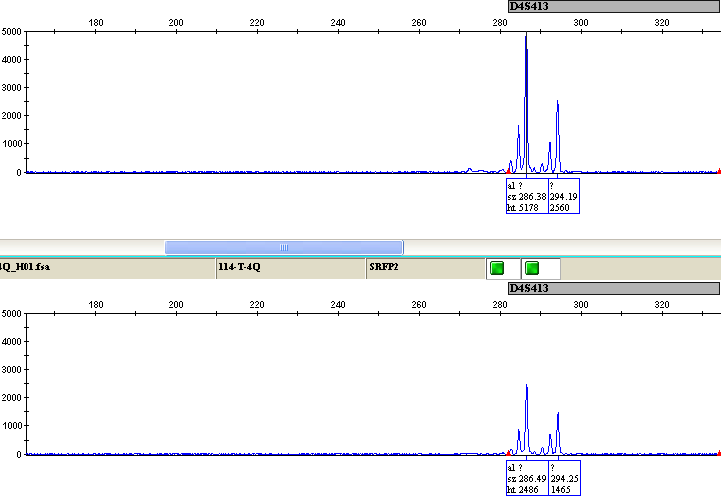 D4S413
180 200 220 240 260 280 300 320
5000
4000
3000
2000
1000
0
al ? ?
sz 286.38 294.19
ht 5178 2560
4Q_H01.fsa 114-T-4Q SRFP2
D4S413
180 200 220 240 260 280 300 320
5000
4000
3000
2000
1000
0
al ? ?
sz 286.49 294.25
ht 2486 1465